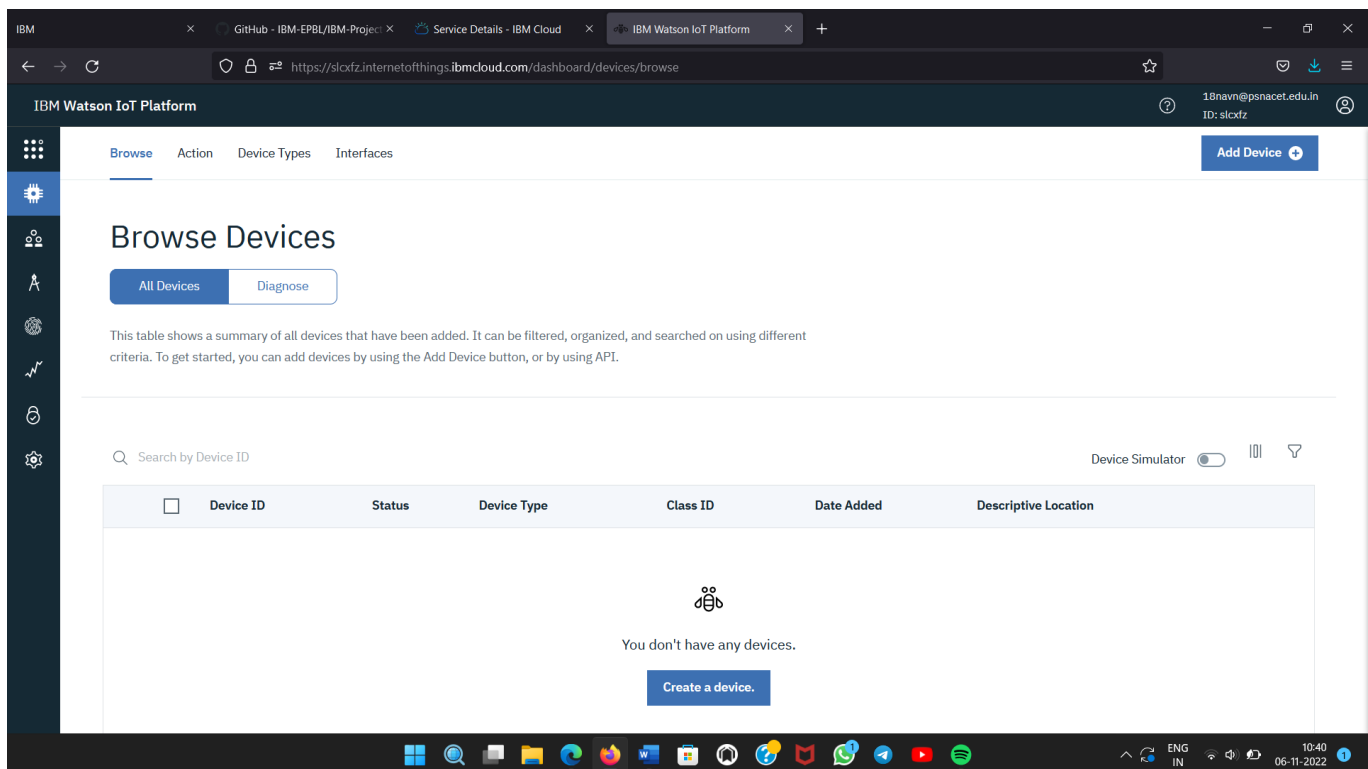 IBM
GitHub - IBM-EPBL/IBM-Project
Service Details - IBM Cloud
IBM Watson IoT Platform
https://slcxfz.internetofthings.ibmcloud.com/dashboard/devices/browse
IBM Watson IoT Platform
18navn@psnacet.edu.in
ID: slcxfz
Browse Action Device Types Interfaces
Add Device
Browse Devices
All Devices Diagnose
This table shows a summary of all devices that have been added. It can be filtered, organized, and searched on using different
criteria. To get started, you can add devices by using the Add Device button, or by using API.
Search by Device ID
Device Simulator
Device ID Status Device Type Class ID Date Added Descriptive Location
You don't have any devices.
Create a device.
ENG
IN
10:40
06-11-2022
1